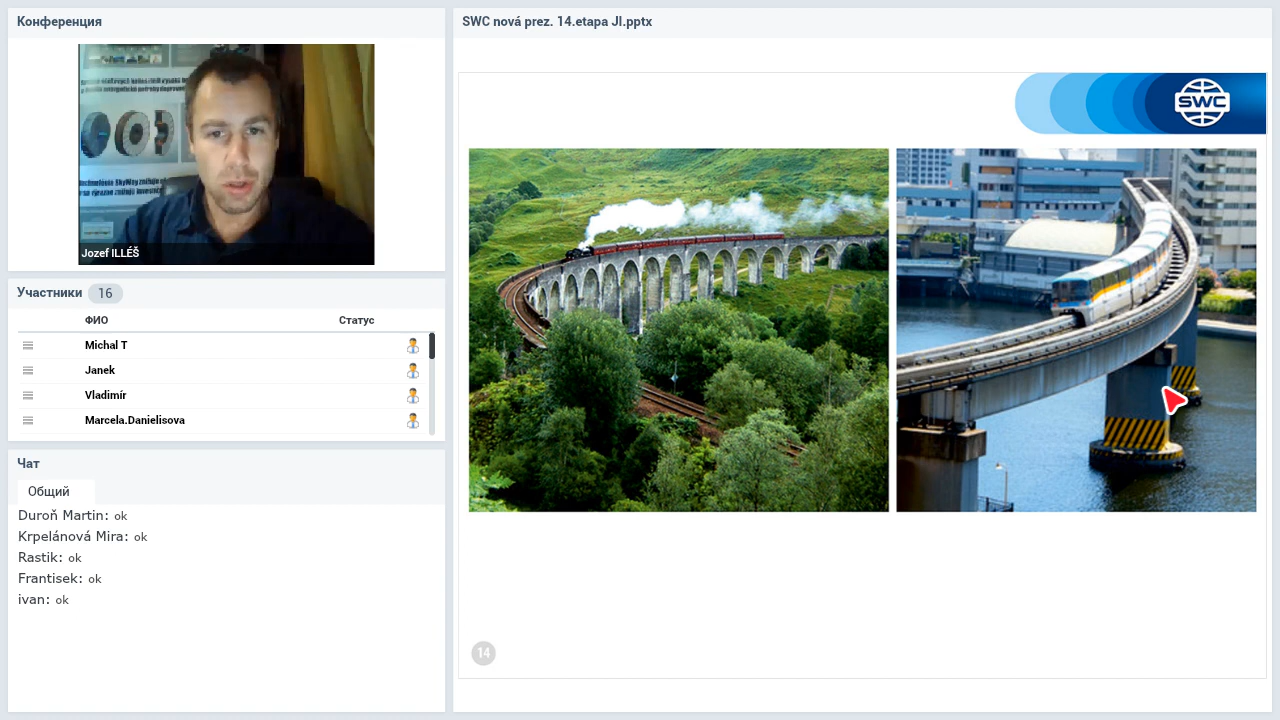 Конференция
Jozef ILLÉŠ
Участники 16
ФИО Статус
Michal T
Janek
Vladimír
Marcela.Danielisova
Чат
Общий
Duroň Martin: ok
Krpelánová Mira: ok
Rastik: ok
Frantisek: ok
ivan: ok
SWC nová prez. 14.etapa JI.pptx
SWC
14